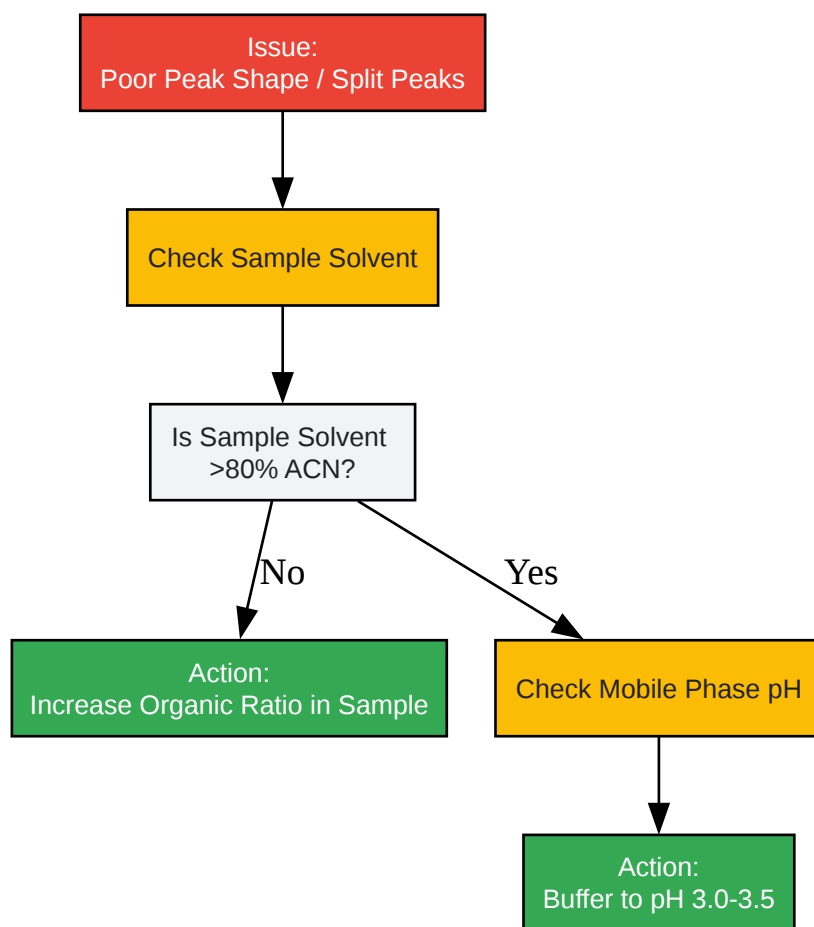 Issue:
Poor Peak Shape / Split Peaks
Check Sample Solvent
Is Sample Solvent
>80% ACN?
No
Yes
Action:
Increase Organic Ratio in Sample
Check Mobile Phase pH
Action:
Buffer to pH 3.0-3.5